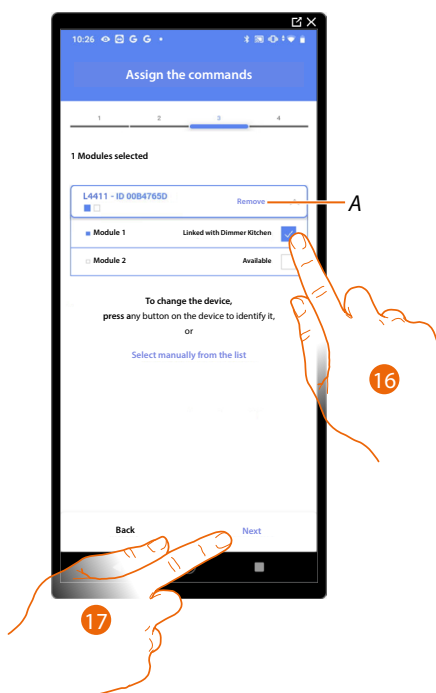 10:26 G G
Assign the commands
1 2 3 4
1 Modules selected
L4411 - ID 00B4765D Remove A
Module 1 Linked with Dimmer Kitchen
Module 2 Available
To change the device,
press any button on the device to identify it,
or
Select manually from the list
16
Back Next
17